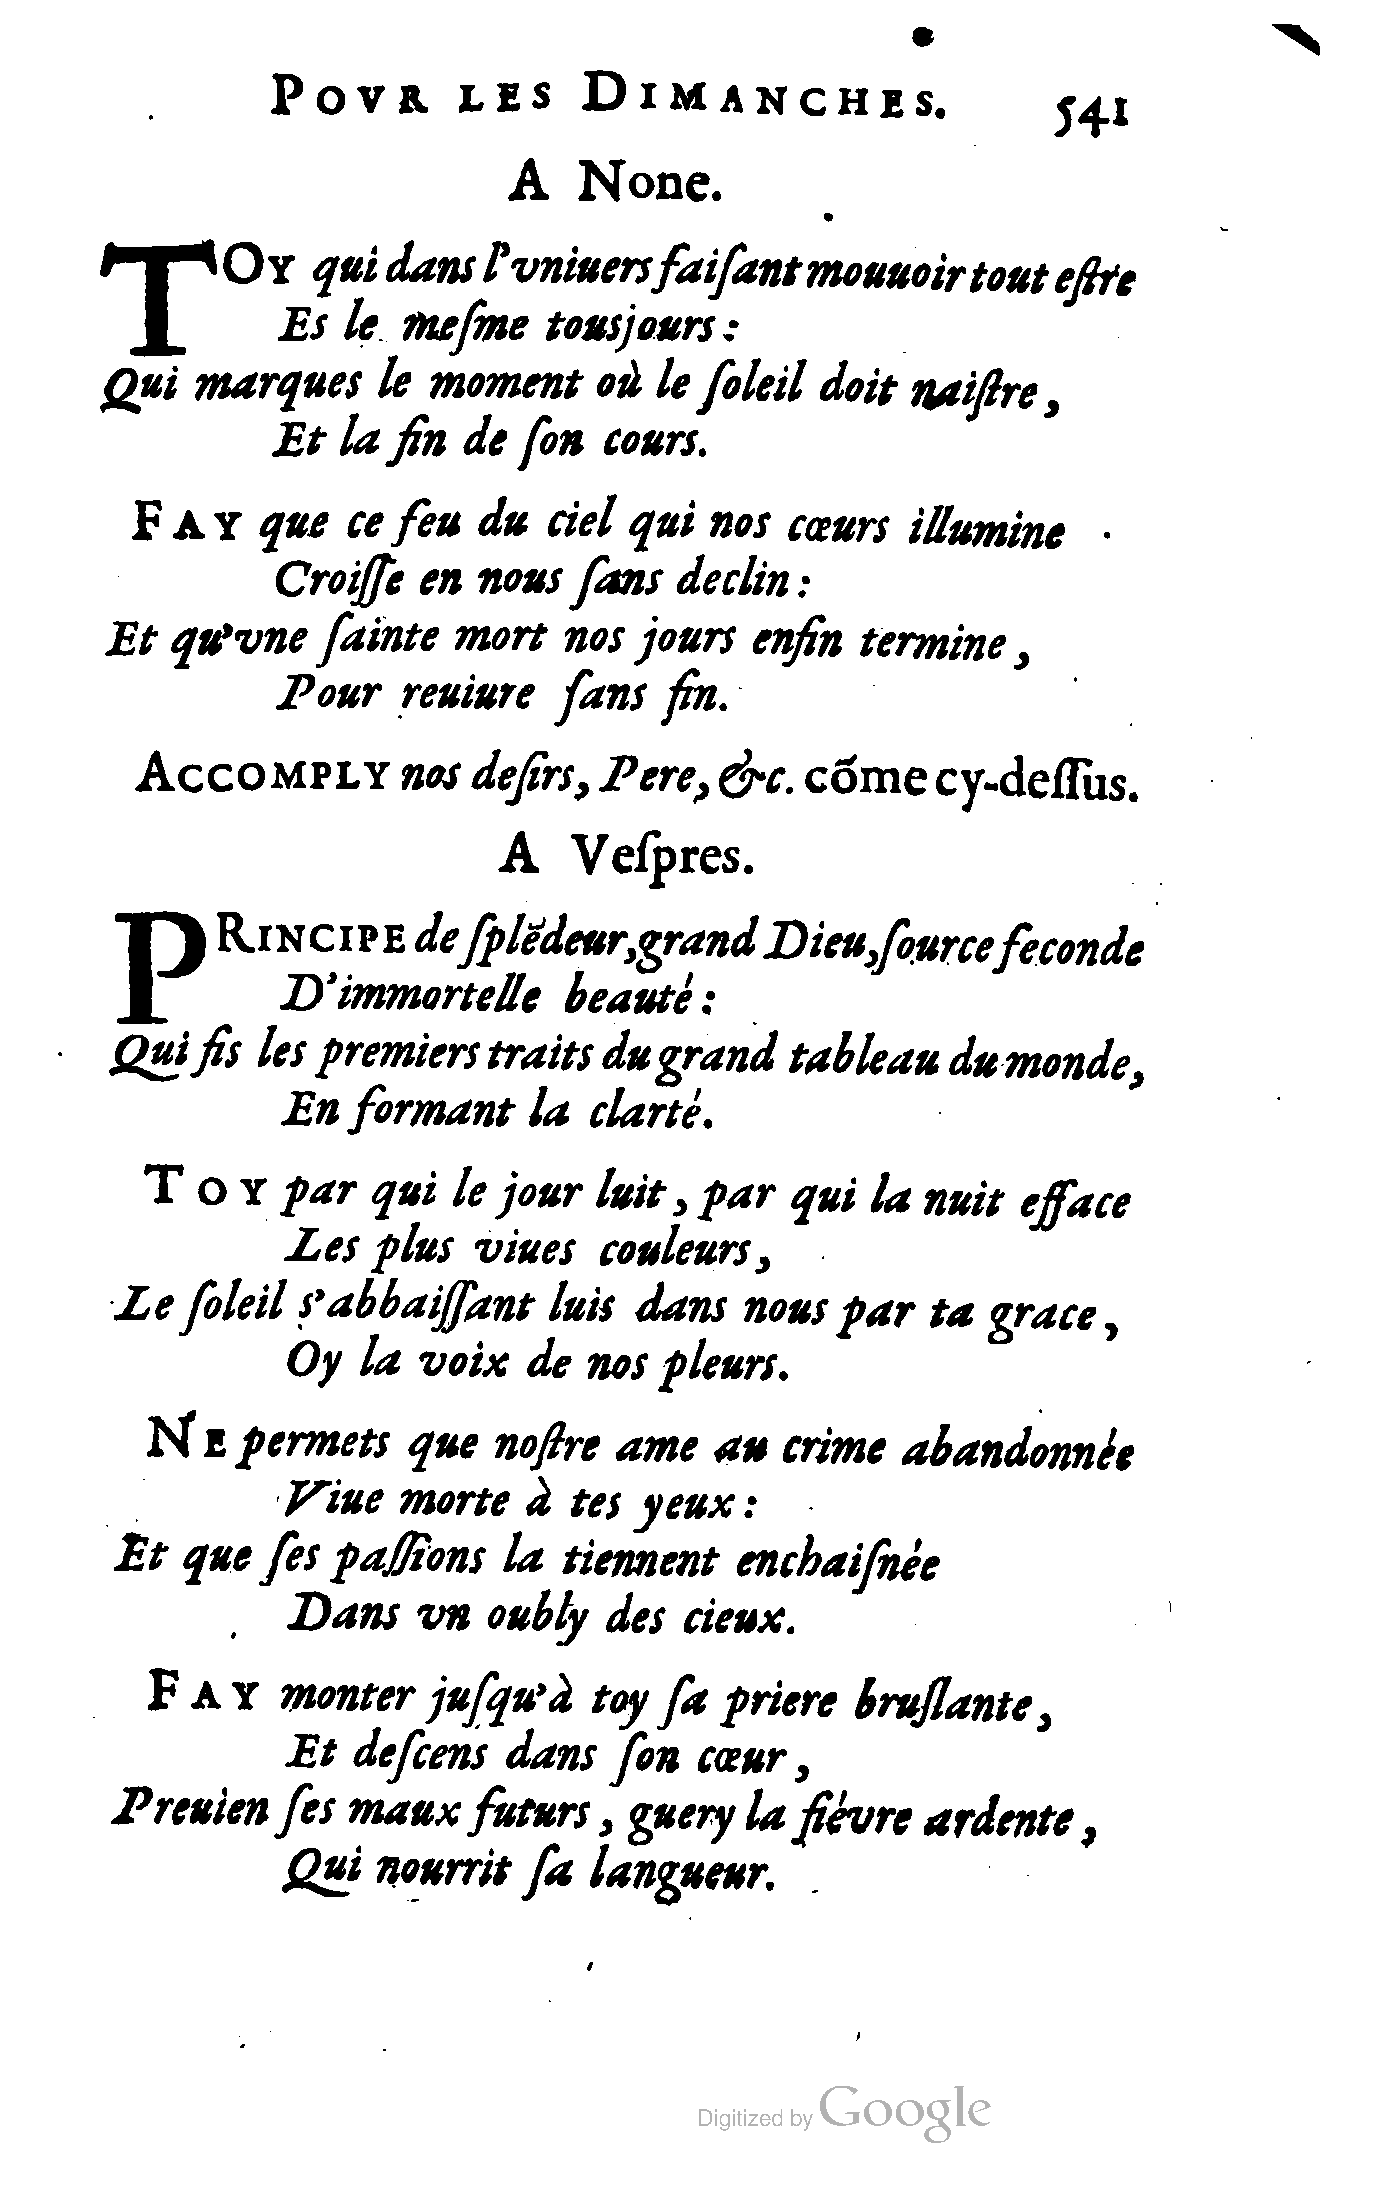 POVR LES DIMANCHES. 541
A None.
TOY qui dans l'vniuers faiſant mouuoir tout eſtre
Es le meſme tousjours :
Qui marques le moment où le ſoleil doit naiſtre ,
Et la fin de ſon cours.
FAY que ce feu du ciel qui nos cœurs illumine
Croiſſe en nous ſans declin :
Et qu'vne ſainte mort nos jours enfin termine ,
Pour reuiure ſans fin.
ACCOMPLY nos deſirs, Pere, &c. cõme cy-deſſus.
A Veſpres.
PRINCIPE de ſplẽdeur, grand Dieu, ſource feconde
D'immortelle beauté :
Qui fis les premiers traits du grand tableau du monde,
En formant la clarté.
TOY par qui le jour luit , par qui la nuit efface
Les plus viues couleurs ,
Le ſoleil s'abbaiſſant luis dans nous par ta grace ,
Oy la voix de nos pleurs.
NE permets que noſtre ame au crime abandonnée
Viue morte à tes yeux :
Et que ſes paſſions la tiennent enchaiſnée
Dans vn oubly des cieux.
FAY monter juſqu'à toy ſa priere bruſlante ,
Et deſcens dans ſon cœur ,
Preuien ſes maux futurs , guery la fiévre ardente ,
Qui nourrit ſa langueur.
Digitized by Google